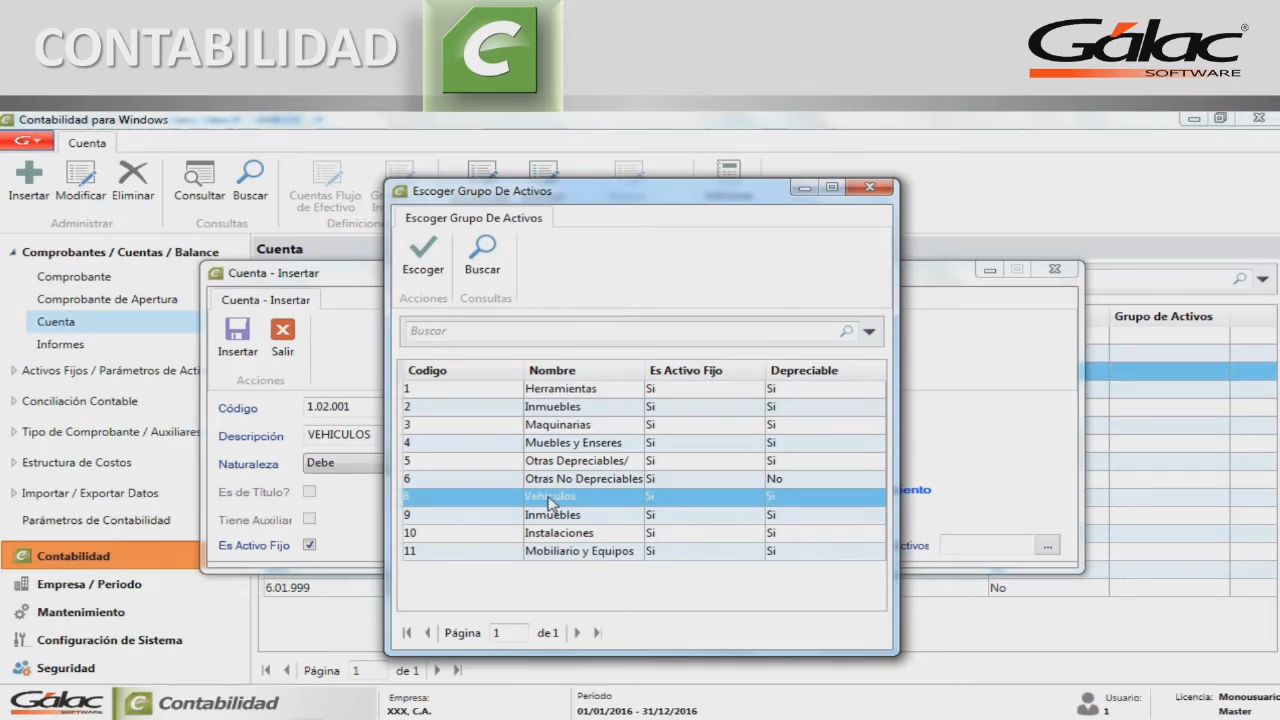 CONTABILIDAD
C
Gálac®
SOFTWARE
Contabilidad para Windows
G
Cuenta
Insertar
Modificar
Eliminar
Consultar
Buscar
Cuentas Flujo
de Efectivo
Administrar
Consultas
Comprobantes / Cuentas / Balance
Comprobante
Comprobante de Apertura
Cuenta
Informes
Activos Fijos / Parámetros de Acti
Conciliación Contable
Tipo de Comprobante / Auxiliares
Estructura de Costos
Importar / Exportar Datos
Parámetros de Contabilidad
Contabilidad
Empresa / Periodo
Mantenimiento
Configuración de Sistema
Seguridad
Cuenta
Grupo de Activos
6.01.999
No
Página 1 de 1
Cuenta - Insertar
Cuenta - Insertar
Insertar
Salir
Acciones
Código 1.02.001
Descripción VEHICULOS
Naturaleza Debe
Es de Título?
Tiene Auxiliar
Es Activo Fijo
ctivos ...
Escoger Grupo De Activos
Escoger Grupo De Activos
Escoger
Buscar
Acciones
Consultas
Buscar
Codigo Nombre Es Activo Fijo Depreciable
1 Herramientas Si Si
2 Inmuebles Si Si
3 Maquinarias Si Si
4 Muebles y Enseres Si Si
5 Otras Depreciables/ Si Si
6 Otras No Depreciables Si No
8 Vehículos Si Si
9 Inmuebles Si Si
10 Instalaciones Si Si
11 Mobiliario y Equipos Si Si
Página 1 de 1
Gálac
SOFTWARE
Contabilidad
Empresa:
XXX, C.A.
Período
01/01/2016 - 31/12/2016
Usuario:
1
Licencia: Monousuario
Master